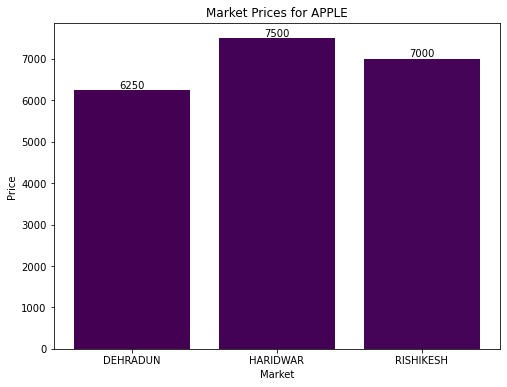 Market Prices for APPLE
7500
7000
6250
7000
6000
5000
4000
3000
2000
1000
0
Price
DEHRADUN HARIDWAR RISHIKESH
Market